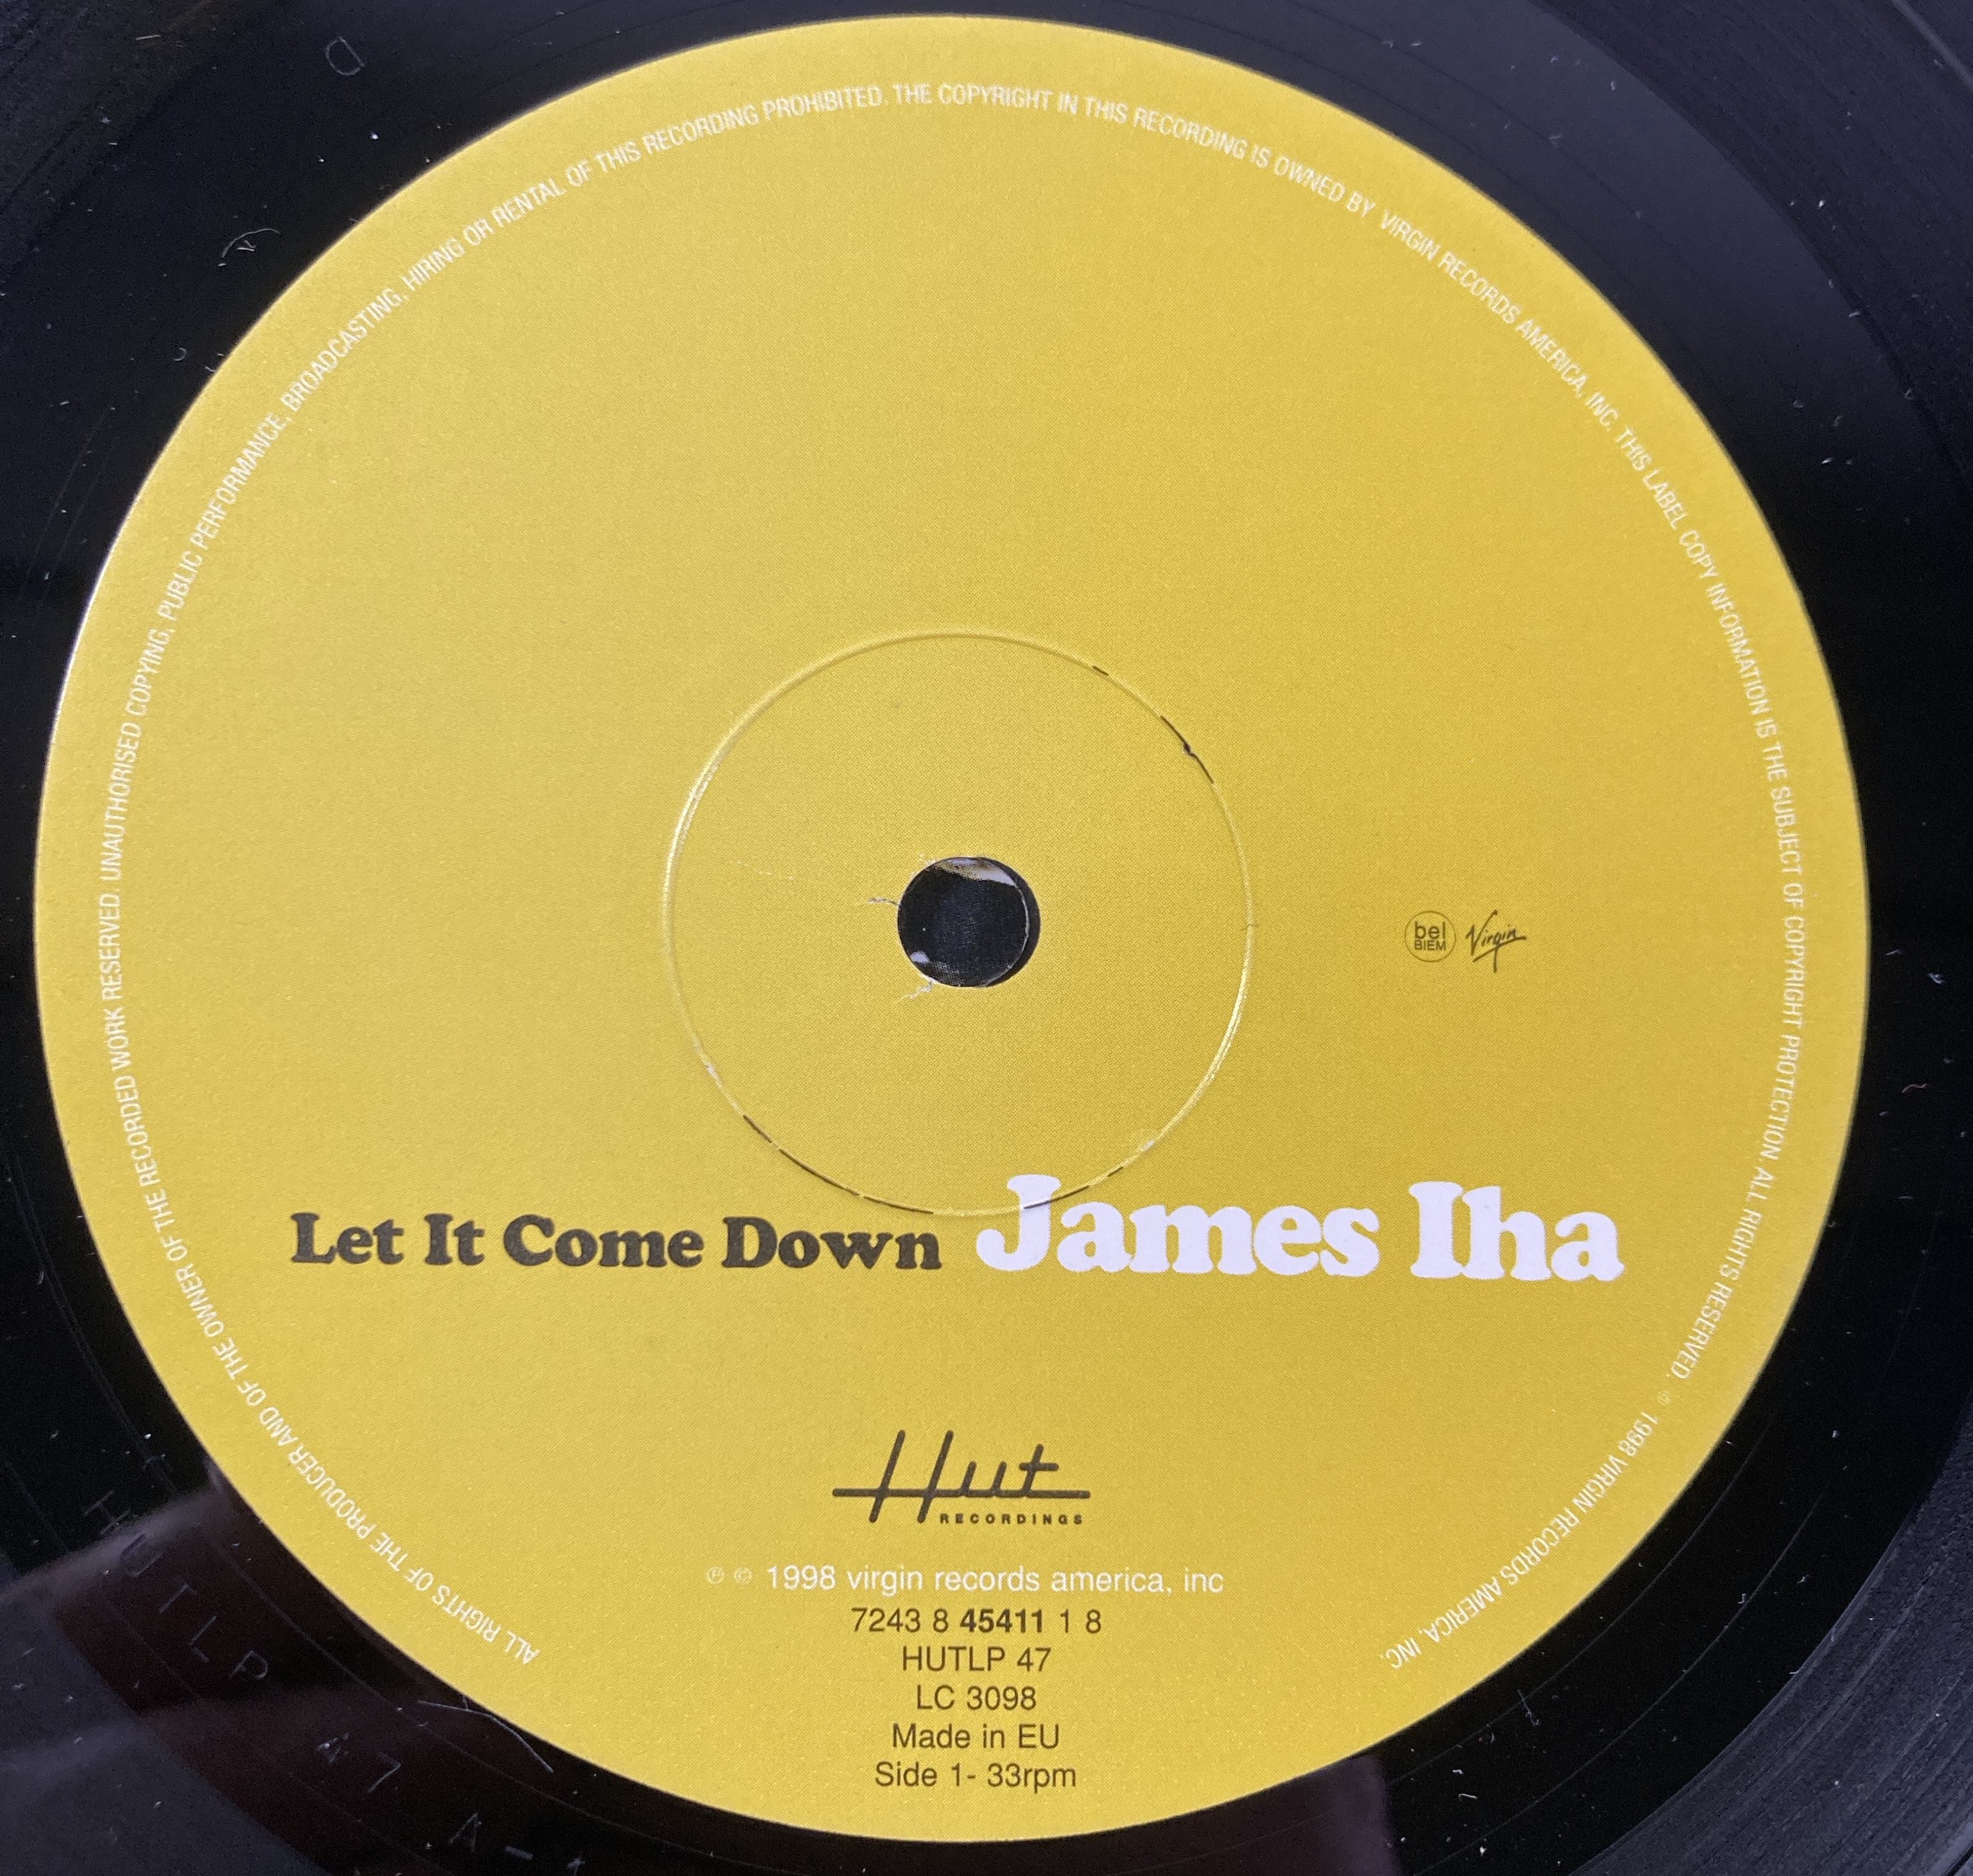 ALL RIGHTS OF THE PRODUCER AND OF THE OWNER OF THE RECORDED WORK RESERVED. UNAUTHORISED COPYING, PUBLIC PERFORMANCE, BROADCASTING, HIRING OR RENTAL OF THIS RECORDING PROHIBITED. THE COPYRIGHT IN THIS RECORDING IS OWNED BY VIRGIN RECORDS AMERICA, INC. THIS LABEL COPY INFORMATION IS THE SUBJECT OF COPYRIGHT PROTECTION. ALL RIGHTS RESERVED. ℗ 1998 VIRGIN RECORDS AMERICA, INC.
bel
BIEM
Virgin
Let It Come Down James Iha
Hut
RECORDINGS
℗ © 1998 virgin records america, inc
7243 8 45411 1 8
HUTLP 47
LC 3098
Made in EU
Side 1- 33rpm
HUTLP 47 A-1